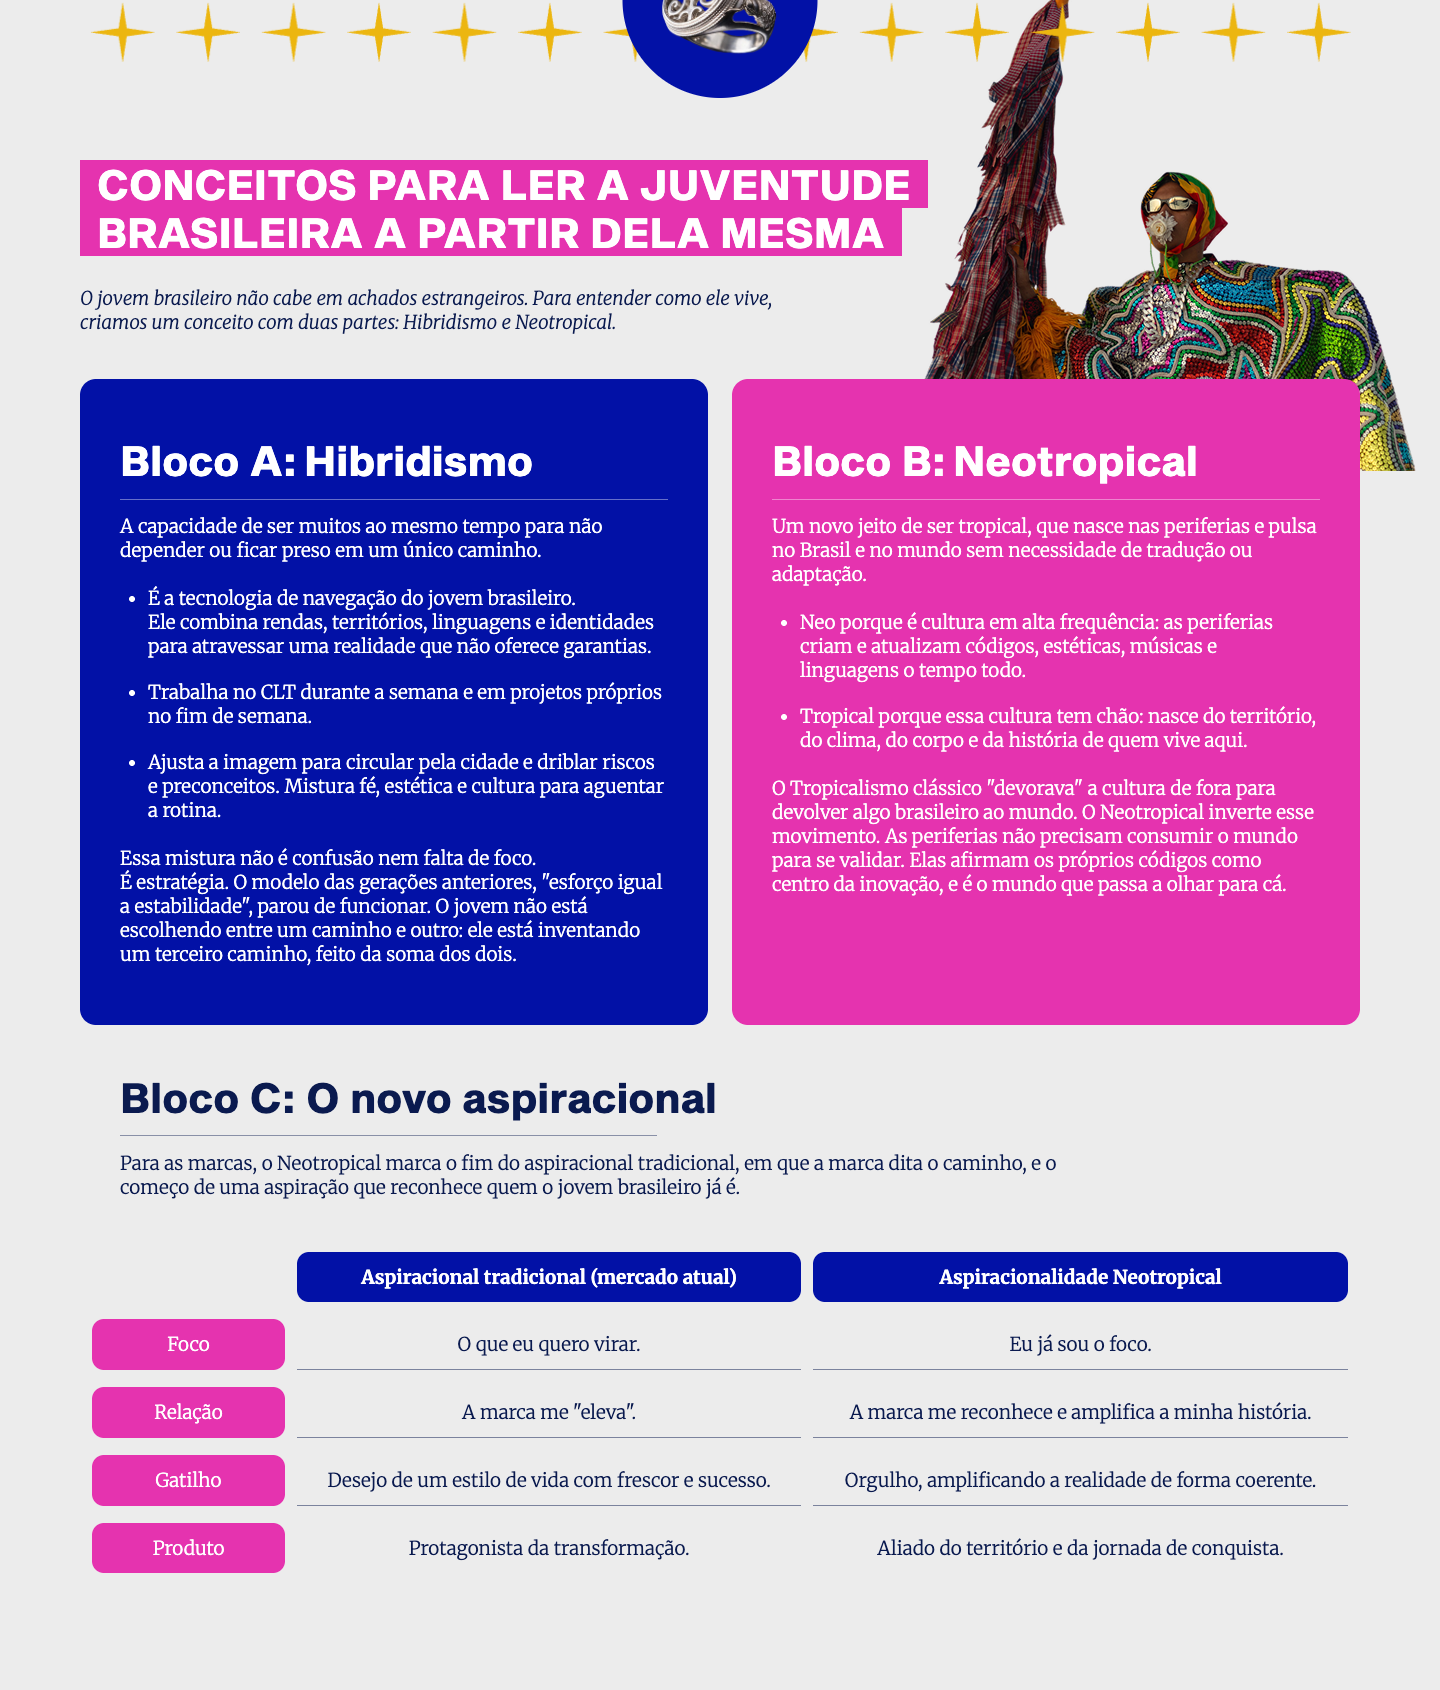 CONCEITOS PARA LER A JUVENTUDE
BRASILEIRA A PARTIR DELA MESMA
O jovem brasileiro não cabe em achados estrangeiros. Para entender como ele vive,
criamos um conceito com duas partes: Hibridismo e Neotropical.
Bloco A: Hibridismo
A capacidade de ser muitos ao mesmo tempo para não
depender ou ficar preso em um único caminho.
• É a tecnologia de navegação do jovem brasileiro.
Ele combina rendas, territórios, linguagens e identidades
para atravessar uma realidade que não oferece garantias.
• Trabalha no CLT durante a semana e em projetos próprios
no fim de semana.
• Ajusta a imagem para circular pela cidade e driblar riscos
e preconceitos. Mistura fé, estética e cultura para aguentar
a rotina.
Essa mistura não é confusão nem falta de foco.
É estratégia. O modelo das gerações anteriores, "esforço igual
a estabilidade", parou de funcionar. O jovem não está
escolhendo entre um caminho e outro: ele está inventando
um terceiro caminho, feito da soma dos dois.
Bloco B: Neotropical
Um novo jeito de ser tropical, que nasce nas periferias e pulsa
no Brasil e no mundo sem necessidade de tradução ou
adaptação.
• Neo porque é cultura em alta frequência: as periferias
criam e atualizam códigos, estéticas, músicas e
linguagens o tempo todo.
• Tropical porque essa cultura tem chão: nasce do território,
do clima, do corpo e da história de quem vive aqui.
O Tropicalismo clássico "devorava" a cultura de fora para
devolver algo brasileiro ao mundo. O Neotropical inverte esse
movimento. As periferias não precisam consumir o mundo
para se validar. Elas afirmam os próprios códigos como
centro da inovação, e é o mundo que passa a olhar para cá.
Bloco C: O novo aspiracional
Para as marcas, o Neotropical marca o fim do aspiracional tradicional, em que a marca dita o caminho, e o
começo de uma aspiração que reconhece quem o jovem brasileiro já é.
Aspiracional tradicional (mercado atual)
Aspiracionalidade Neotropical
Foco
O que eu quero virar.
Eu já sou o foco.
Relação
A marca me "eleva".
A marca me reconhece e amplifica a minha história.
Gatilho
Desejo de um estilo de vida com frescor e sucesso.
Orgulho, amplificando a realidade de forma coerente.
Produto
Protagonista da transformação.
Aliado do território e da jornada de conquista.